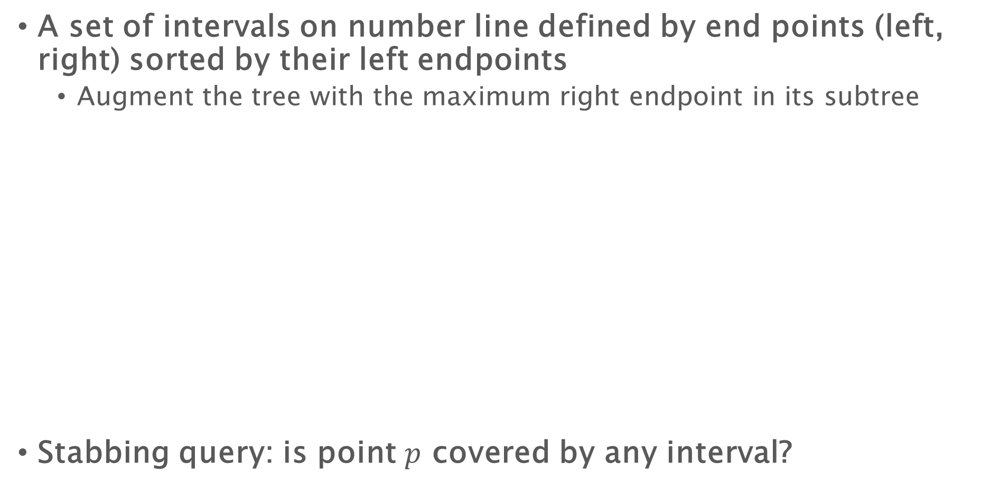 • A set of intervals on number line defined by end points (left,
right) sorted by their left endpoints
• Augment the tree with the maximum right endpoint in its subtree
• Stabbing query: is point p covered by any interval?